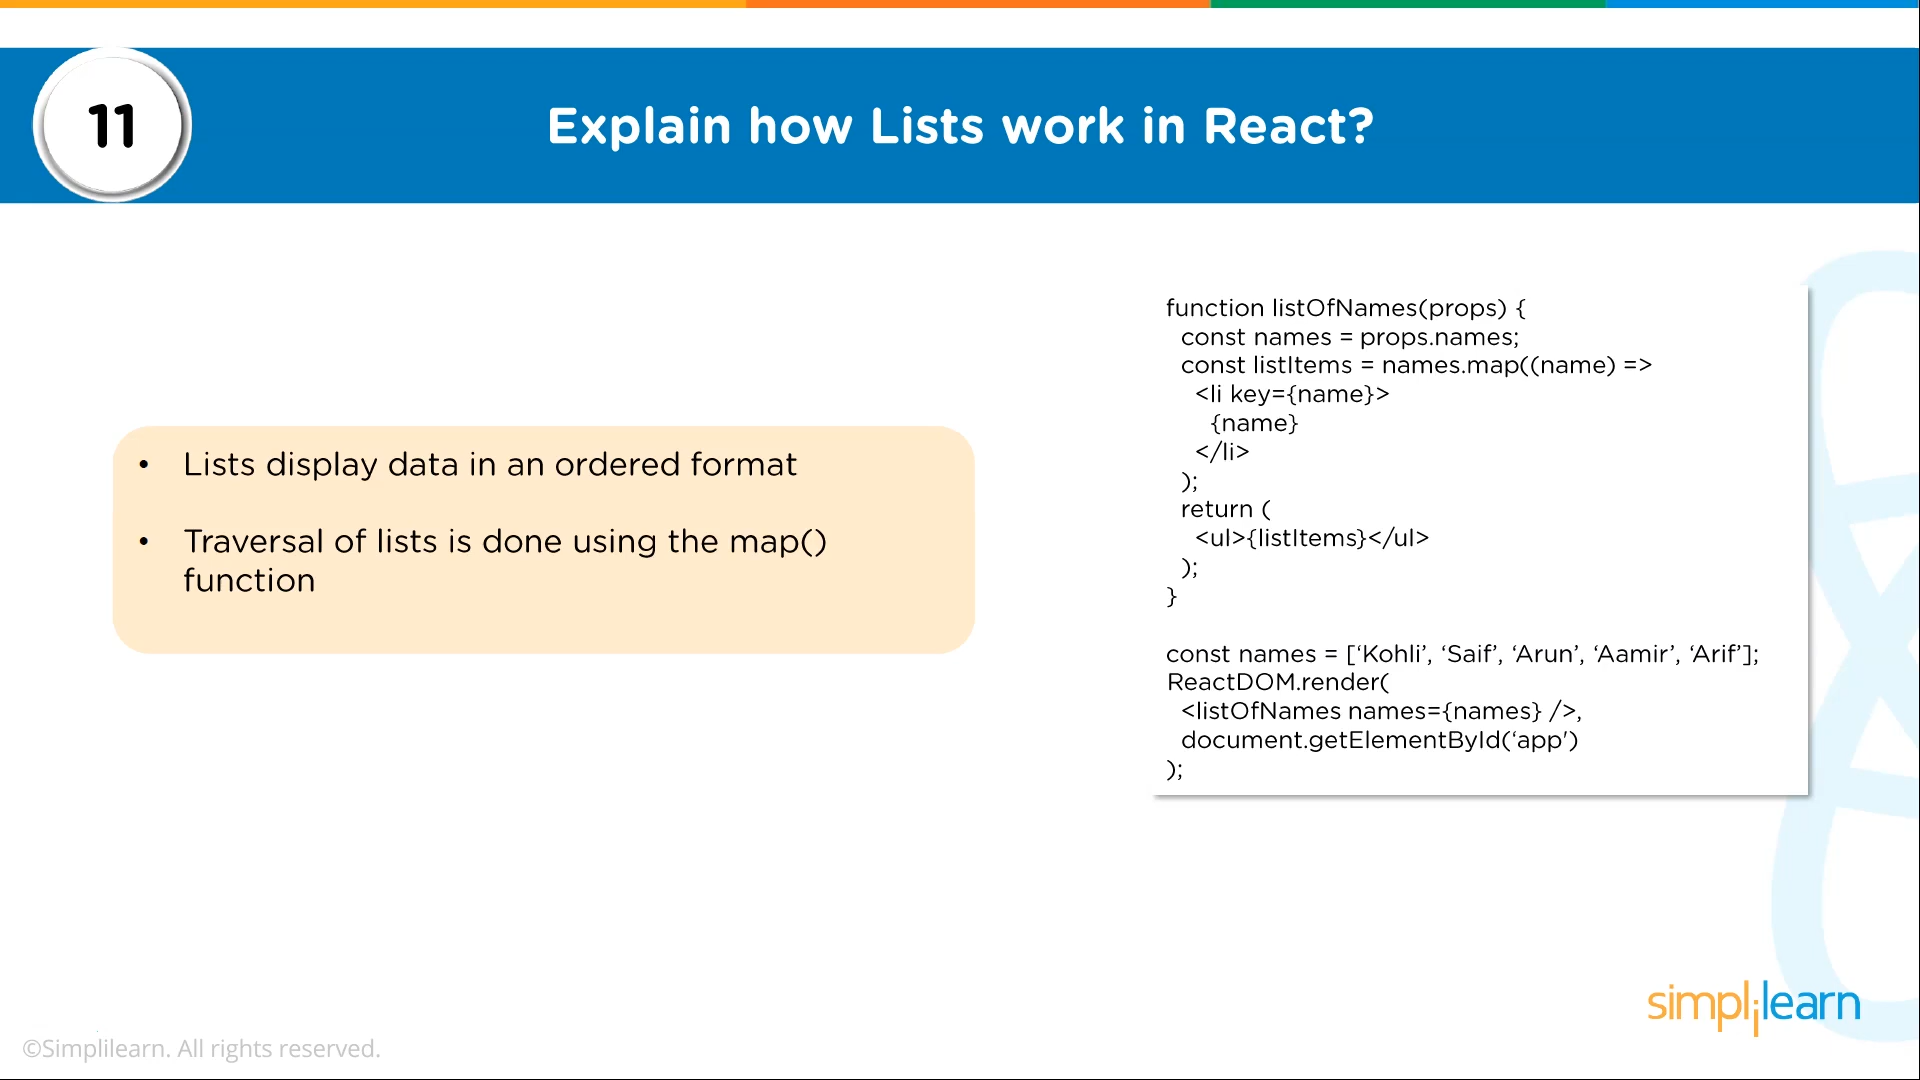 11
Explain how Lists work in React?
• Lists display data in an ordered format
• Traversal of lists is done using the map()
function
function listOfNames(props) {
const names = props.names;
const listItems = names.map((name) =>
<li key={name}>
{name}
</li>
);
return (
<ul>{listItems}</ul>
);
}
const names = [‘Kohli’, ‘Saif’, ‘Arun’, ‘Aamir’, ‘Arif’];
ReactDOM.render(
<listOfNames names={names} />,
document.getElementById(‘app')
);
simplilearn
©Simplilearn. All rights reserved.